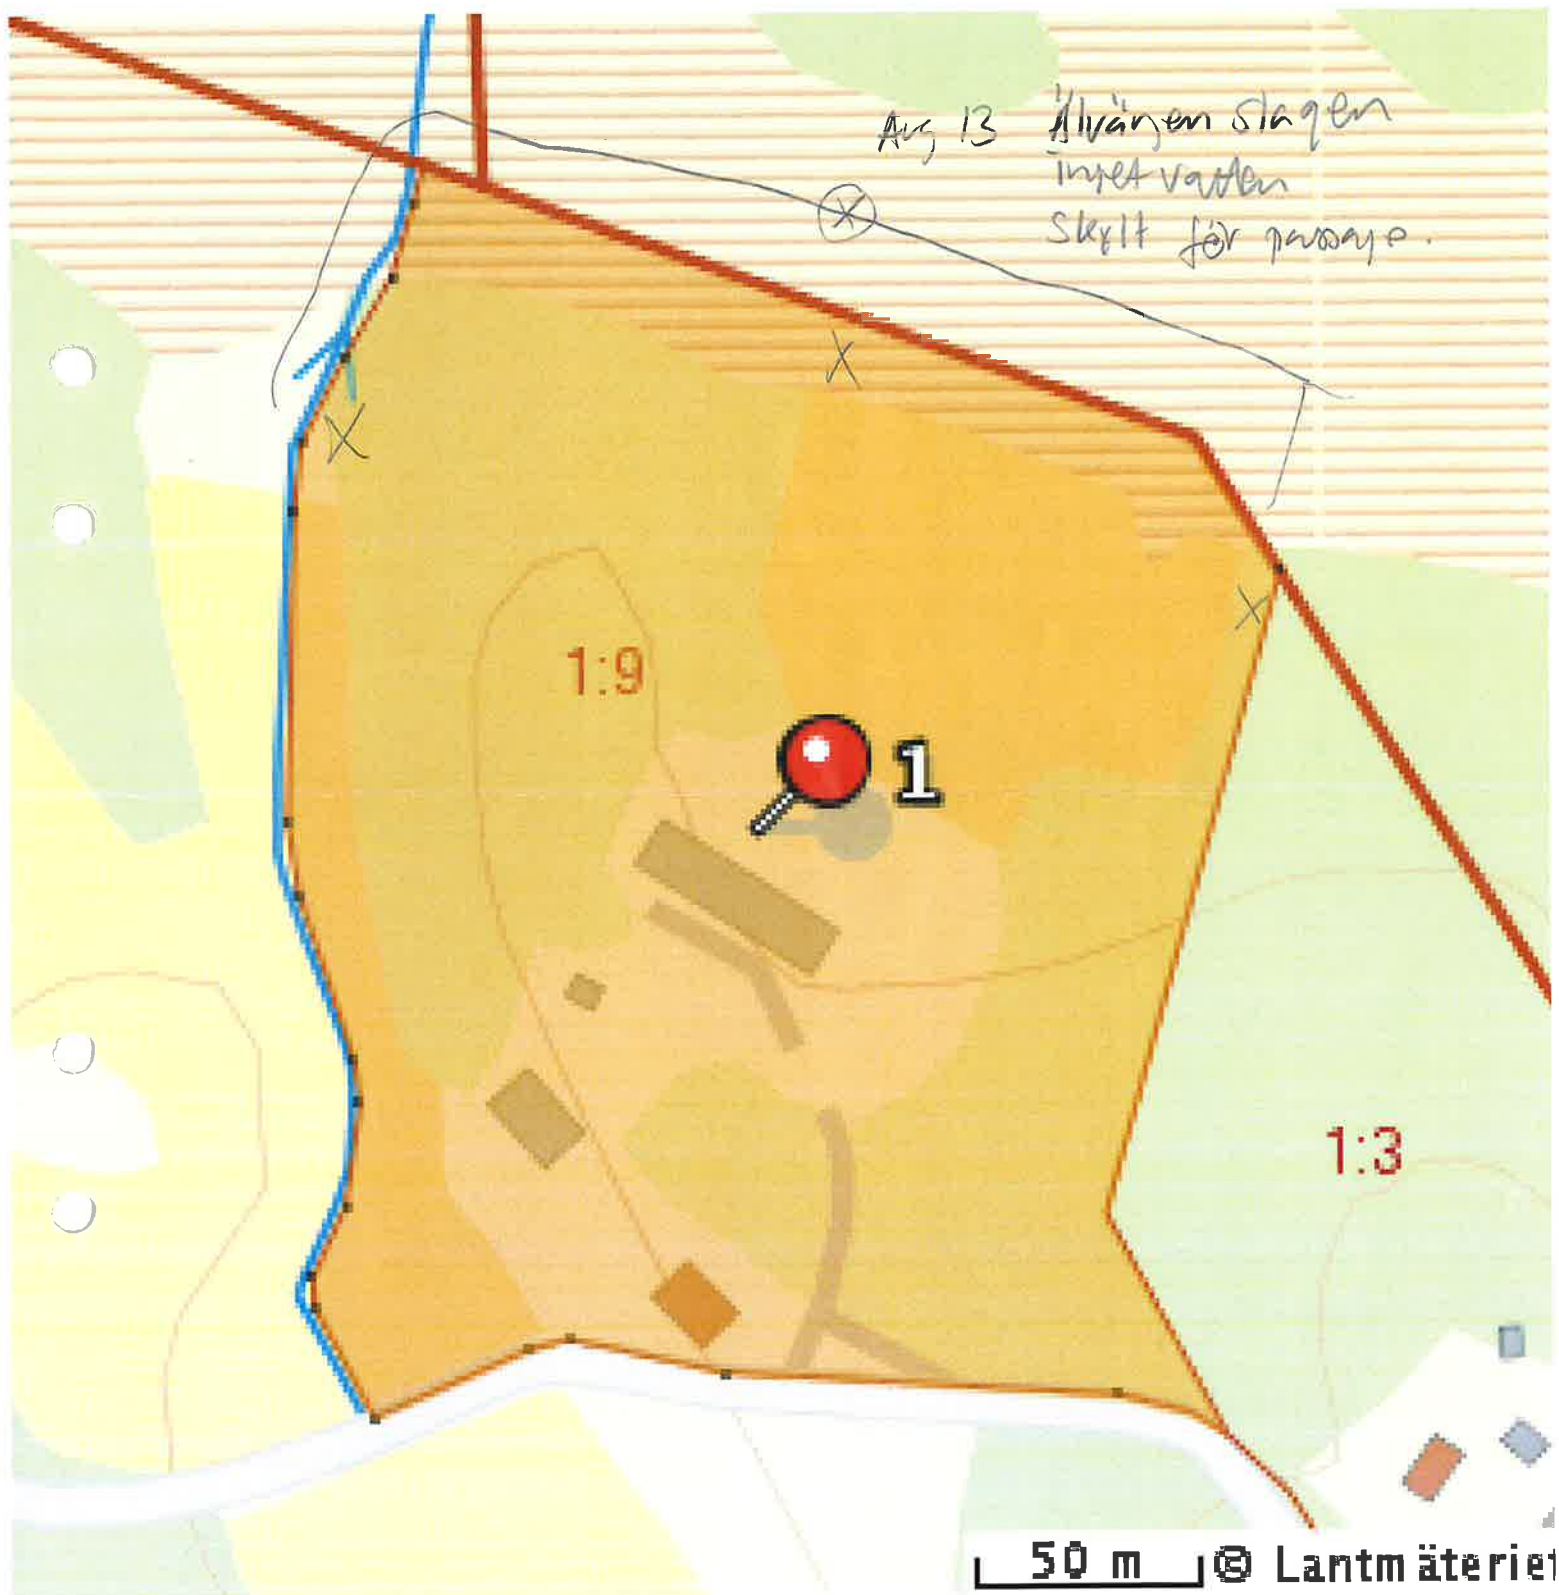 Aug 13 Älvängen slagen
inget vatten
Skylt för passage.
X
X
X
X
1:9
1
1:3
50 m © Lantmäteriet